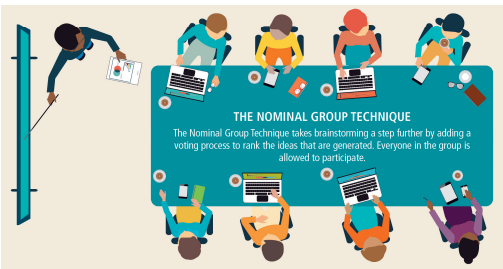 THE NOMINAL GROUP TECHNIQUE
The Nominal Group Technique takes brainstorming a step further by adding a
voting process to rank the ideas that are generated. Everyone in the group is
allowed to participate.